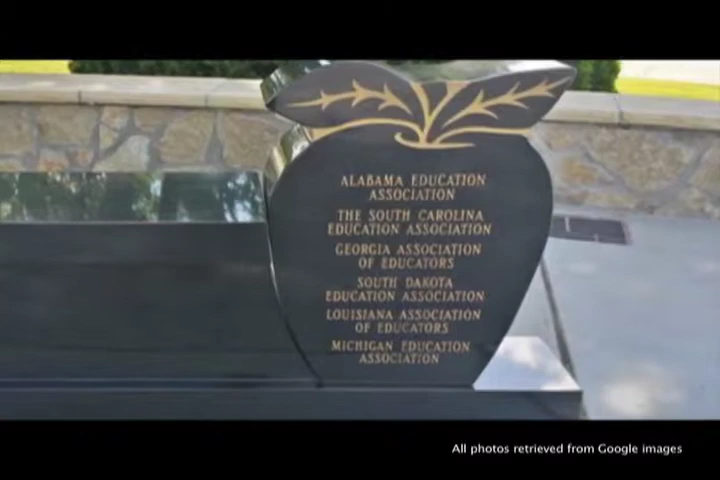 ALABAMA EDUCATION
ASSOCIATION
THE SOUTH CAROLINA
EDUCATION ASSOCIATION
GEORGIA ASSOCIATION
OF EDUCATORS
SOUTH DAKOTA
EDUCATION ASSOCIATION
LOUISIANA ASSOCIATION
OF EDUCATORS
MICHIGAN EDUCATION
ASSOCIATION
All photos retrieved from Google images